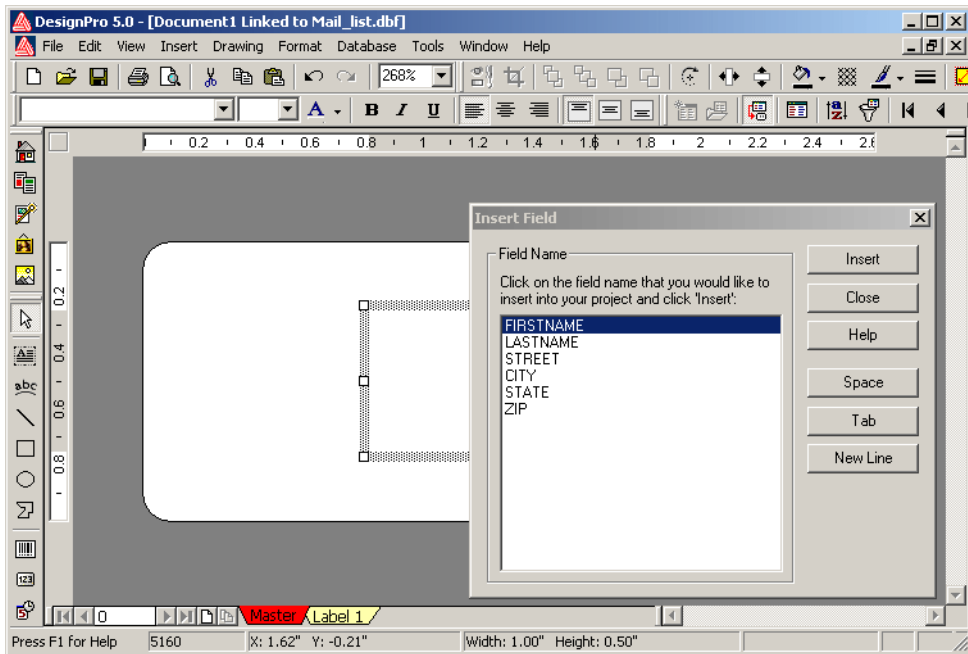 DesignPro 5.0 - [Document1 Linked to Mail_list.dbf]
File Edit View Insert Drawing Format Database Tools Window Help
268%
A B I U
0.2 0.4 0.6 0.8 1 1.2 1.4 1.6 1.8 2 2.2 2.4 2.6
Insert Field
Field Name
Click on the field name that you would like to
insert into your project and click 'Insert':
FIRSTNAME
LASTNAME
STREET
CITY
STATE
ZIP
Insert
Close
Help
Space
Tab
New Line
0.2
0.4
0.6
0.8
abc
123
5
0
Master
Label 1
Press F1 for Help 5160 X: 1.62" Y: -0.21" Width: 1.00" Height: 0.50"